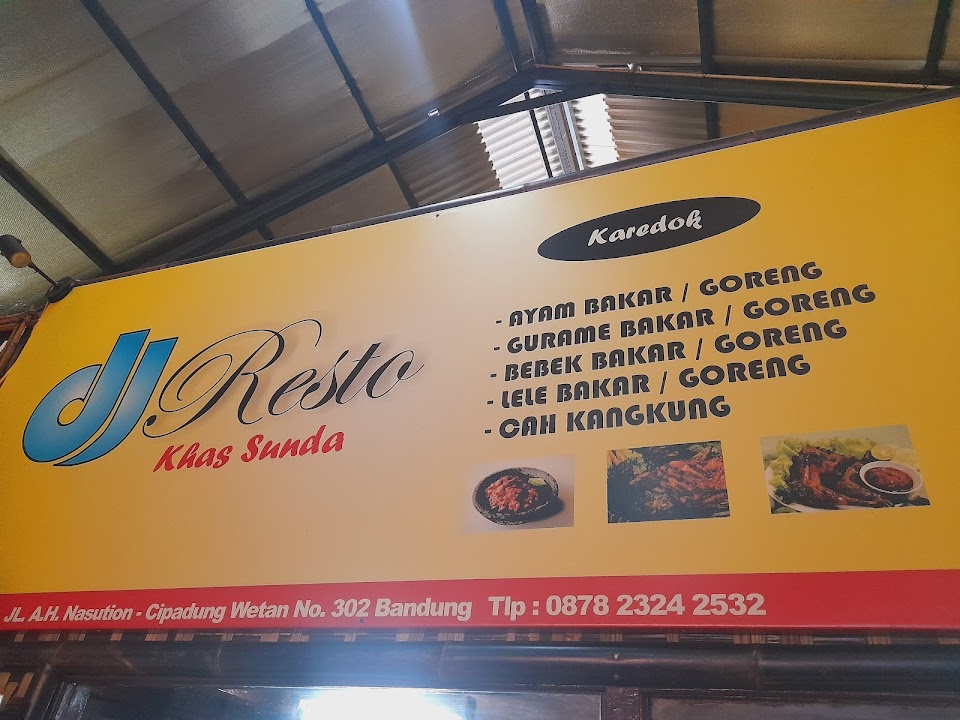 dj Resto
Khas Sunda
Karedok
- AYAM BAKAR / GORENG
- GURAME BAKAR / GORENG
- BEBEK BAKAR / GORENG
- LELE BAKAR / GORENG
- CAH KANGKUNG
JL. A.H. Nasution - Cipadung Wetan No. 302 Bandung Tlp : 0878 2324 2532